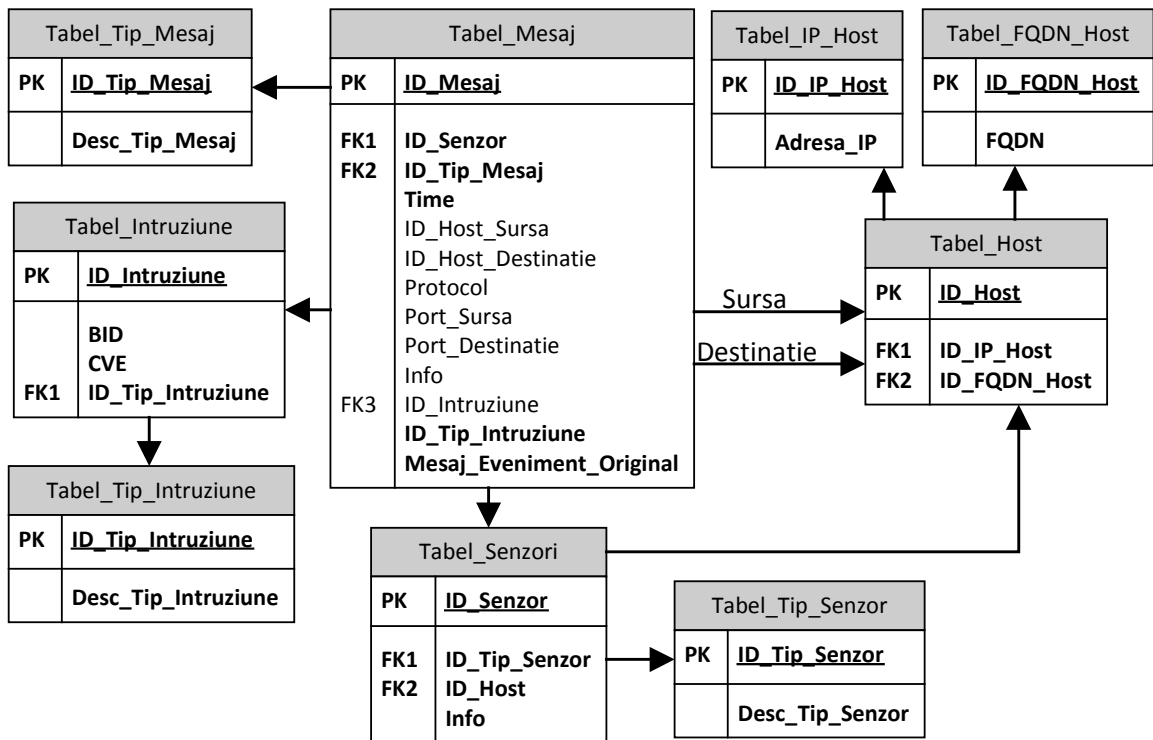 Tabel_Tip_Mesaj
PK ID_Tip_Mesaj
Desc_Tip_Mesaj
Tabel_Mesaj
PK ID_Mesaj
FK1 ID_Senzor
FK2 ID_Tip_Mesaj
Time
ID_Host_Sursa
ID_Host_Destinatie
Protocol
Port_Sursa
Port_Destinatie
Info
FK3 ID_Intruziune
ID_Tip_Intruziune
Mesaj_Eveniment_Original
Tabel_IP_Host
PK ID_IP_Host
Adresa_IP
Tabel_FQDN_Host
PK ID_FQDN_Host
FQDN
Tabel_Intruziune
PK ID_Intruziune
BID
CVE
FK1 ID_Tip_Intruziune
Sursa
Destinatie
Tabel_Host
PK ID_Host
FK1 ID_IP_Host
FK2 ID_FQDN_Host
Tabel_Tip_Intruziune
PK ID_Tip_Intruziune
Desc_Tip_Intruziune
Tabel_Senzori
PK ID_Senzor
FK1 ID_Tip_Senzor
FK2 ID_Host
Info
Tabel_Tip_Senzor
PK ID_Tip_Senzor
Desc_Tip_Senzor